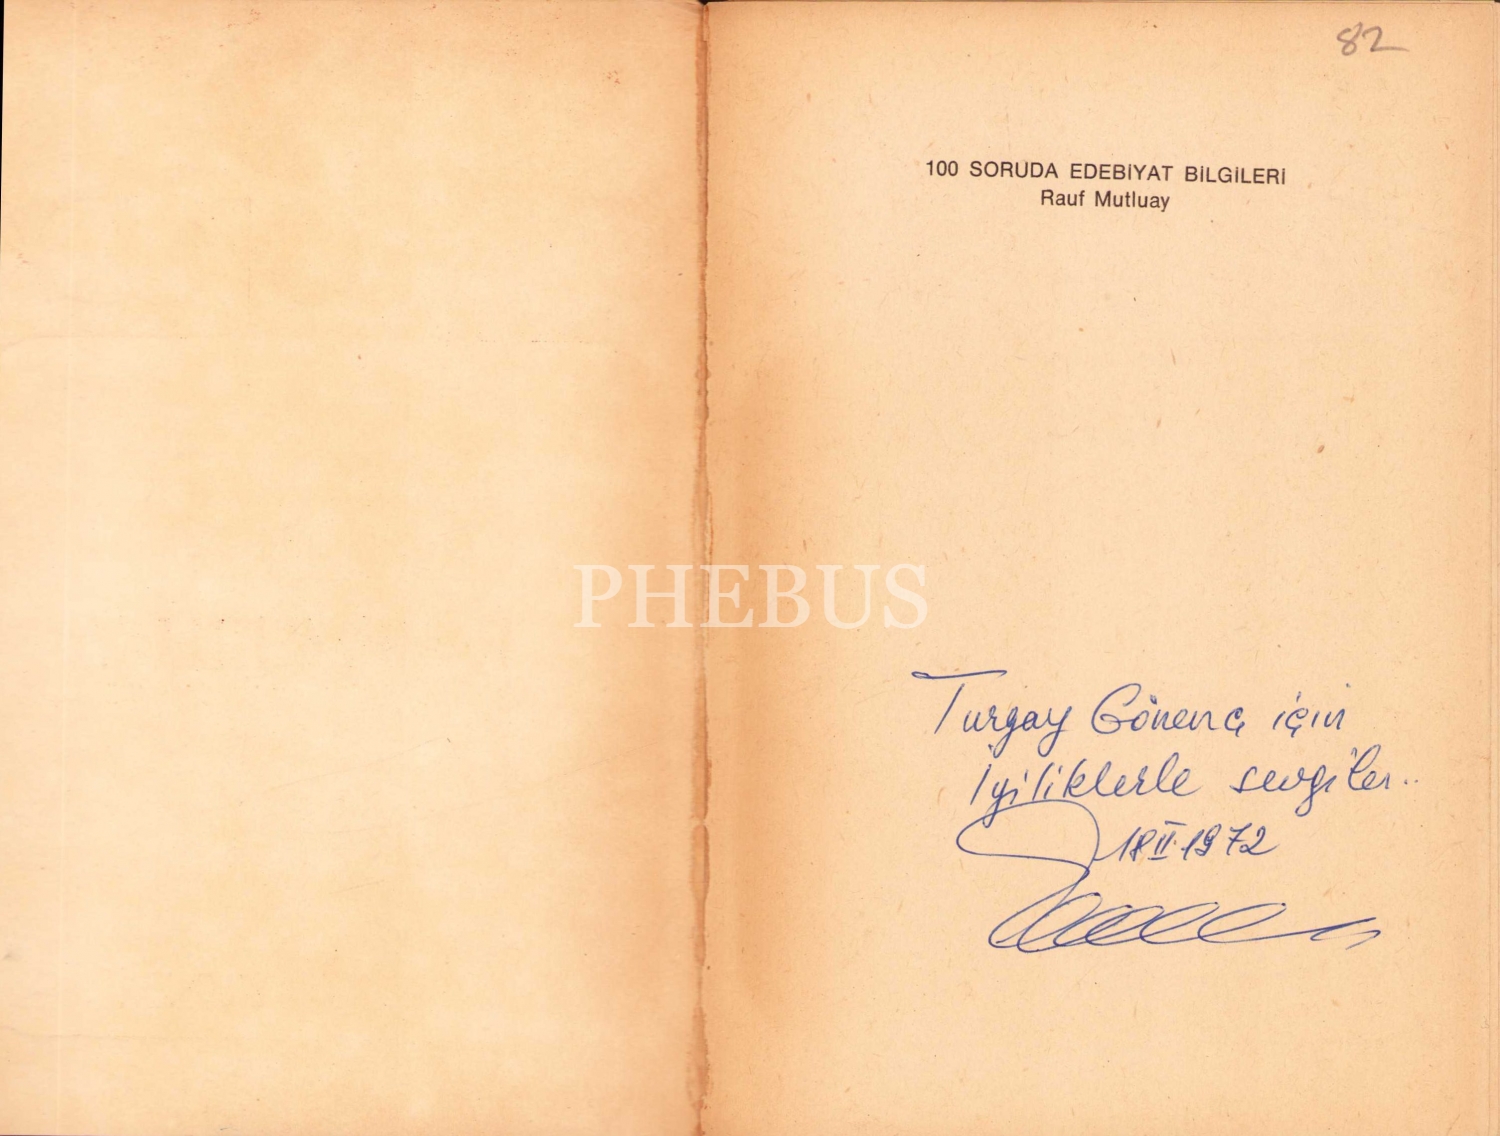 82
100 SORUDA EDEBİYAT BİLGİLERİ
Rauf Mutluay
PHEBUS
Turgay Gönenç için
İyiliklerle sevgiler..
18.II.1972